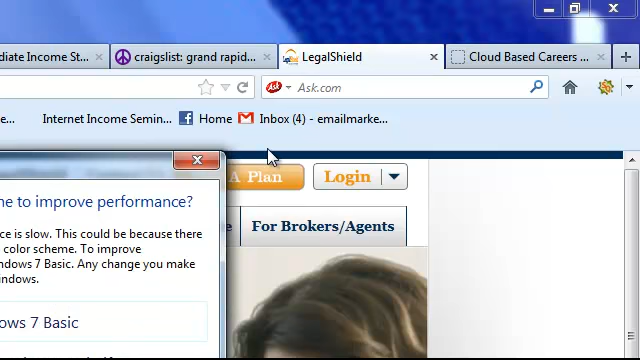 diate Income St...
craigslist: grand rapid...
LegalShield
Cloud Based Careers ...
Ask
Ask.com
e...
Internet Income Semin...
Home
Inbox (4) - emailmarke...
A Plan
Login
me to improve performance?
ce is slow. This could be because there
color scheme. To improve
ndows 7 Basic. Any change you make
indows.
e
For Brokers/Agents
ows 7 Basic